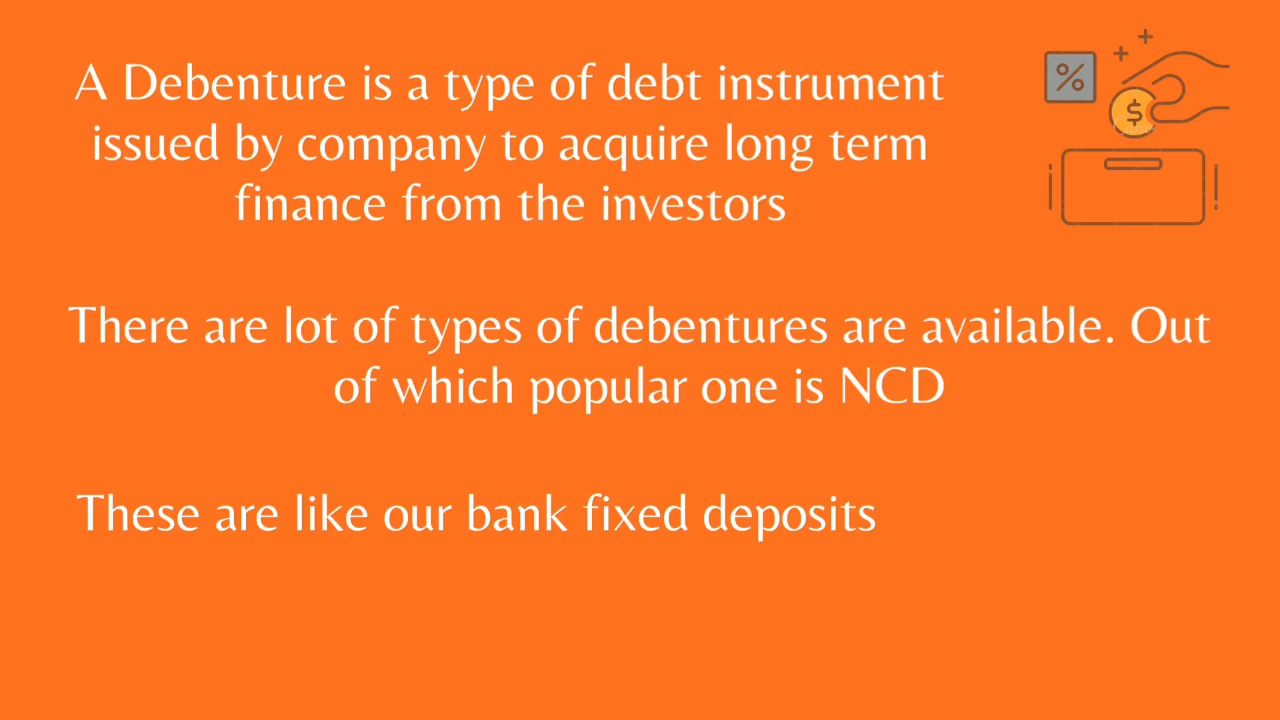 A Debenture is a type of debt instrument
issued by company to acquire long term
finance from the investors
%
$
There are lot of types of debentures are available. Out
of which popular one is NCD
These are like our bank fixed deposits